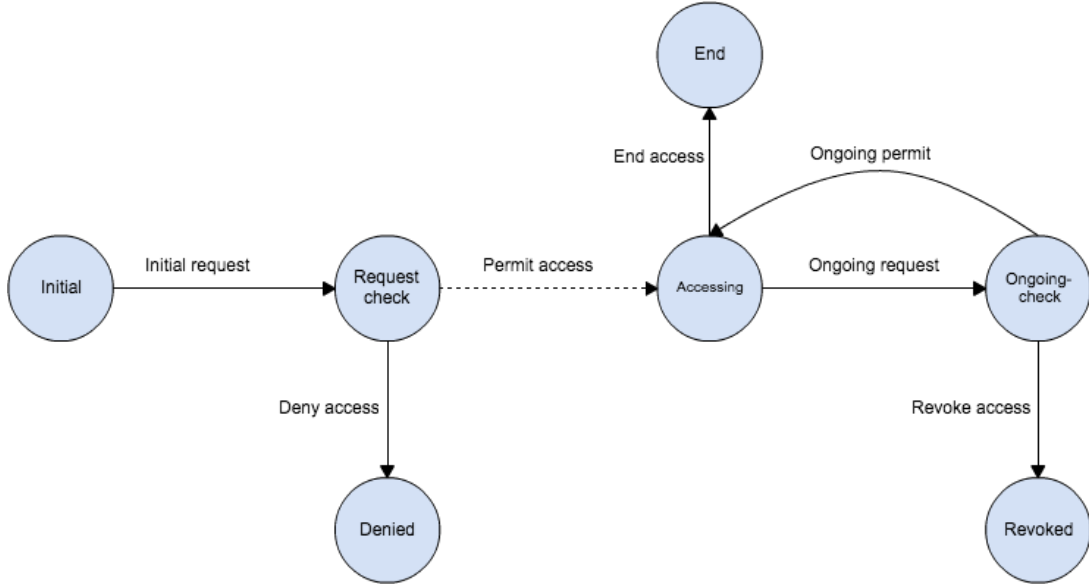 End
End access
Ongoing permit
Initial
Initial request
Request
check
Permit access
Accessing
Ongoing request
Ongoing-
check
Deny access
Revoke access
Denied
Revoked